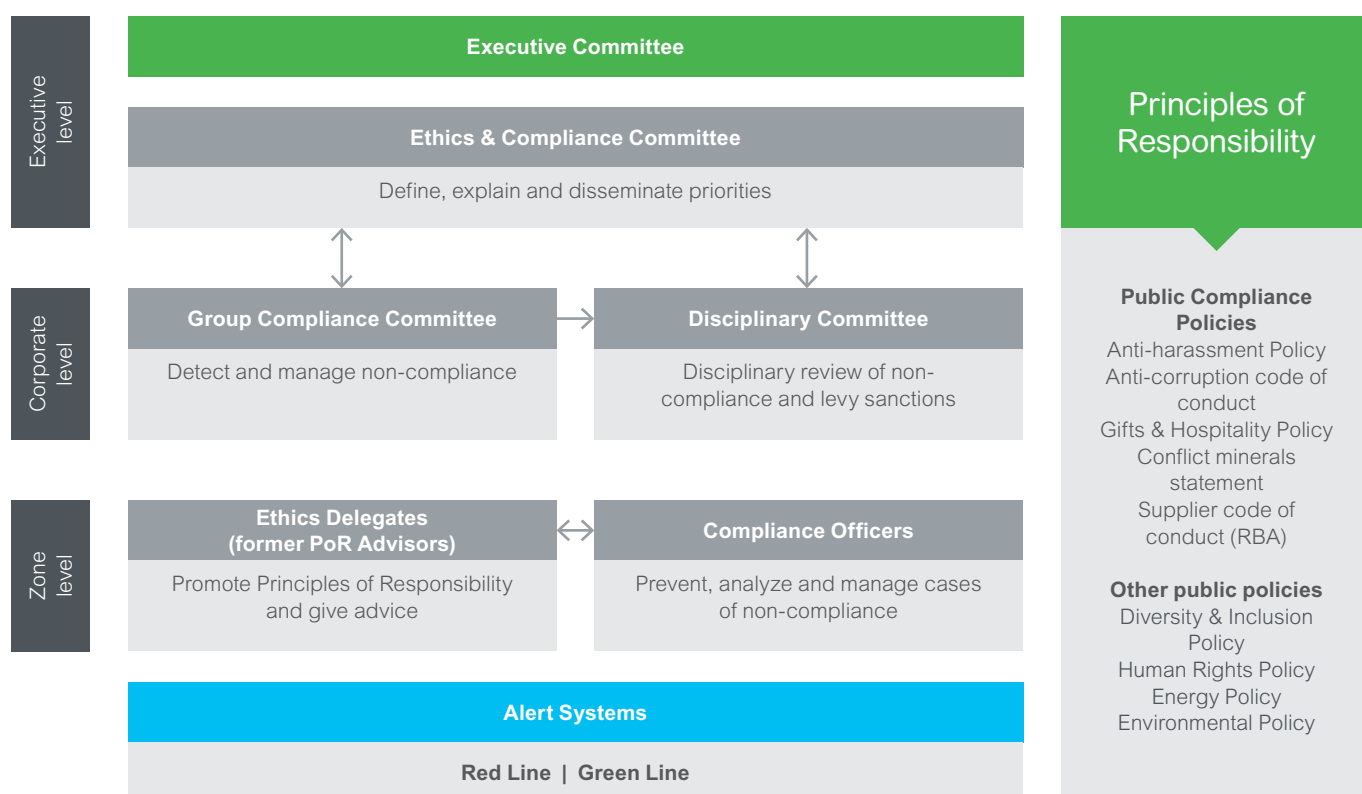 Executive
level
Executive Committee
Ethics & Compliance Committee
Define, explain and disseminate priorities
Corporate
level
Group Compliance Committee
Detect and manage non-compliance
Disciplinary Committee
Disciplinary review of non-
compliance and levy sanctions
Zone
level
Ethics Delegates
(former PoR Advisors)
Promote Principles of Responsibility
and give advice
Compliance Officers
Prevent, analyze and manage cases
of non-compliance
Alert Systems
Red Line | Green Line
Principles of
Responsibility
Public Compliance
Policies
Anti-harassment Policy
Anti-corruption code of
conduct
Gifts & Hospitality Policy
Conflict minerals
statement
Supplier code of
conduct (RBA)
Other public policies
Diversity & Inclusion
Policy
Human Rights Policy
Energy Policy
Environmental Policy